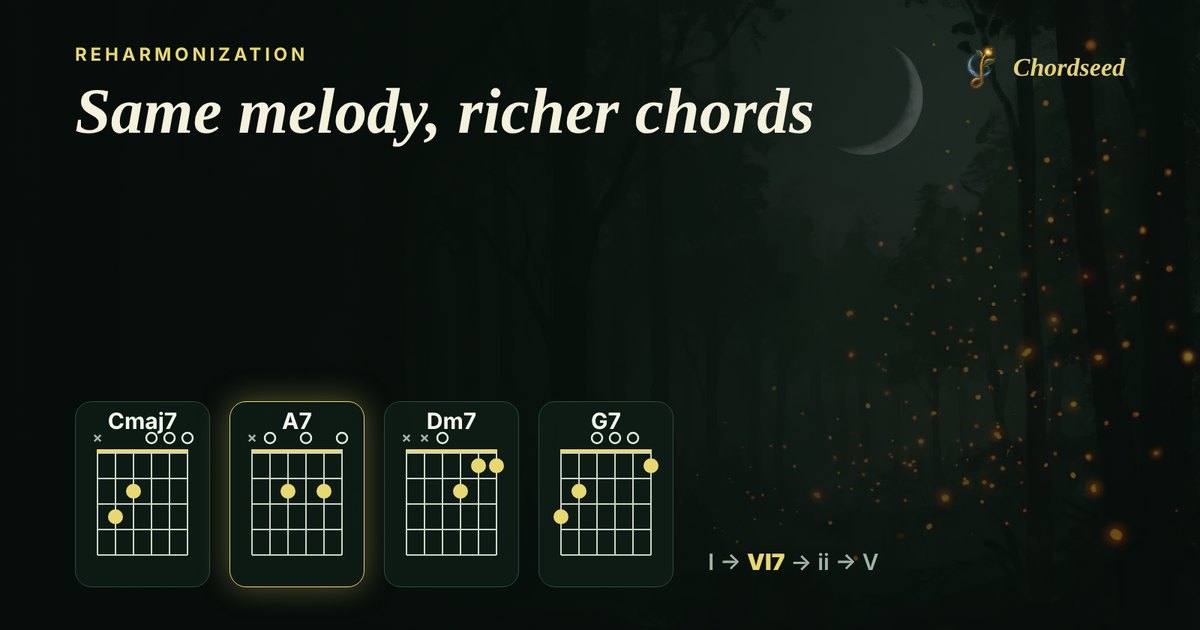 REHARMONIZATION
Chordseed
Same melody, richer chords
Cmaj7
A7
Dm7
G7
×
×
× ×
I → VI7 → ii → V